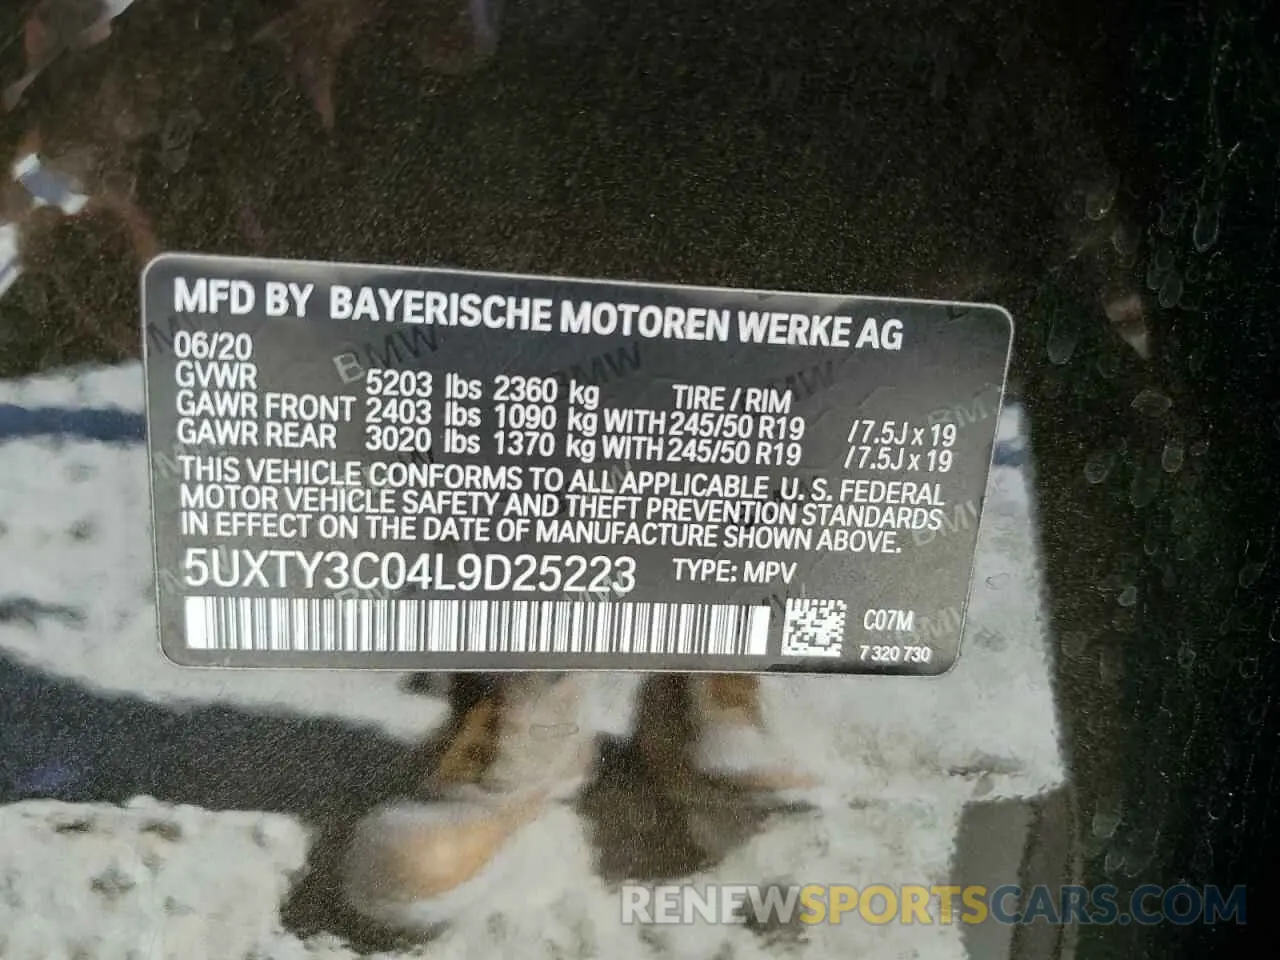 MFD BY BAYERISCHE MOTOREN WERKE AG
06/20
GVWR 5203 lbs 2360 kg TIRE / RIM
GAWR FRONT 2403 lbs 1090 kg WITH 245/50 R19 /7.5J x 19
GAWR REAR 3020 lbs 1370 kg WITH 245/50 R19 /7.5J x 19
THIS VEHICLE CONFORMS TO ALL APPLICABLE U. S. FEDERAL
MOTOR VEHICLE SAFETY AND THEFT PREVENTION STANDARDS
IN EFFECT ON THE DATE OF MANUFACTURE SHOWN ABOVE.
5UXTY3C04L9D25223 TYPE: MPV
C07M
7 320 730
RENEWSPORTSCARS.COM